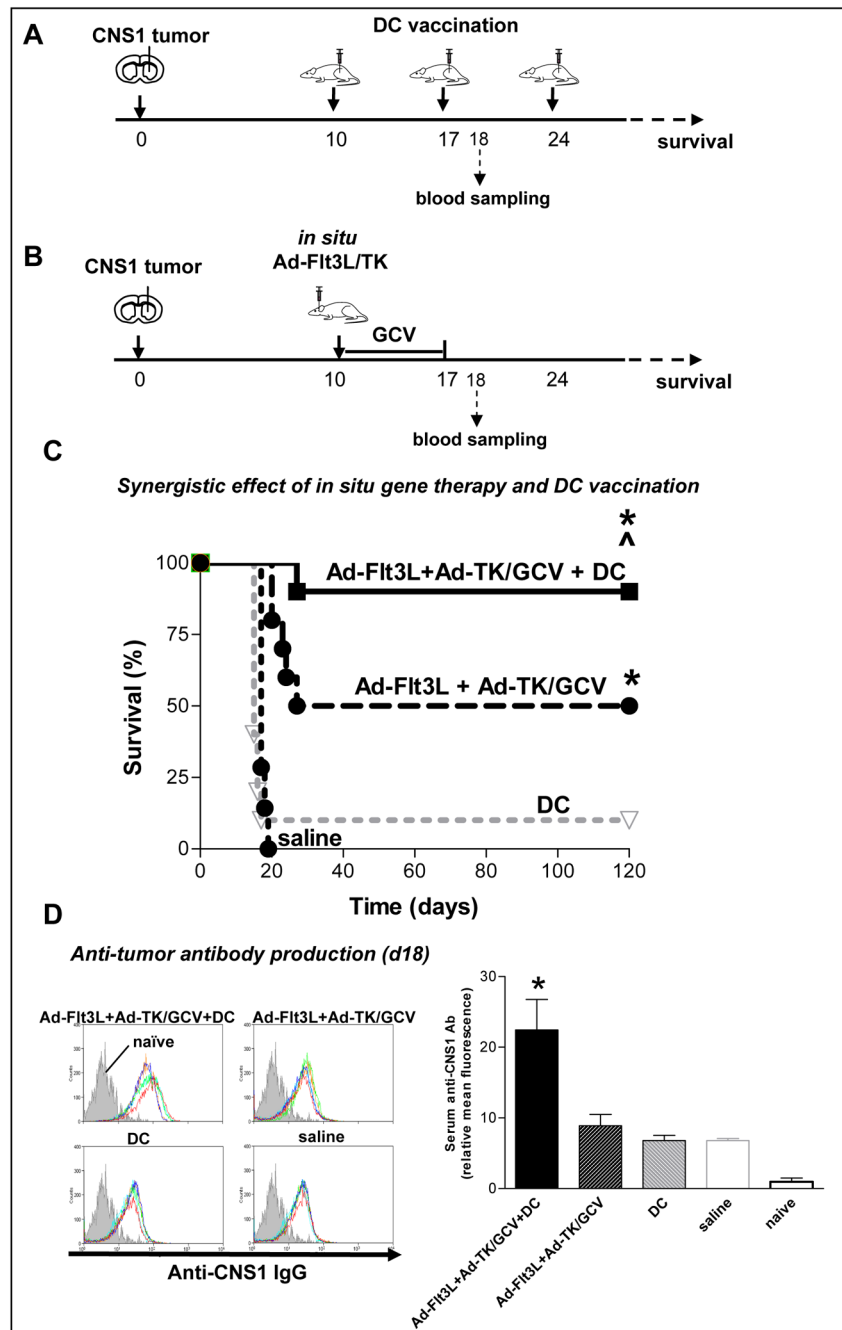 A
CNS1 tumor
DC vaccination
0
10
17
18
24
survival
blood sampling
B
CNS1 tumor
in situ
Ad-Flt3L/TK
GCV
0
10
17
18
24
survival
blood sampling
C
Synergistic effect of in situ gene therapy and DC vaccination
*
^
100
Ad-Flt3L+Ad-TK/GCV + DC
75
Ad-Flt3L + Ad-TK/GCV *
50
25
DC
saline
0
Survival (%)
0 20 40 60 80 100 120
Time (days)
D
Anti-tumor antibody production (d18)
Ad-Flt3L+Ad-TK/GCV+DC
Ad-Flt3L+Ad-TK/GCV
naïve
DC
saline
Counts
Counts
Counts
Counts
Anti-CNS1 IgG
Serum anti-CNS1 Ab
(relative mean fluorescence)
30
20
10
0
*
Ad-Flt3L+Ad-TK/GCV+DC
Ad-Flt3L+Ad-TK/GCV
DC
saline
naïve